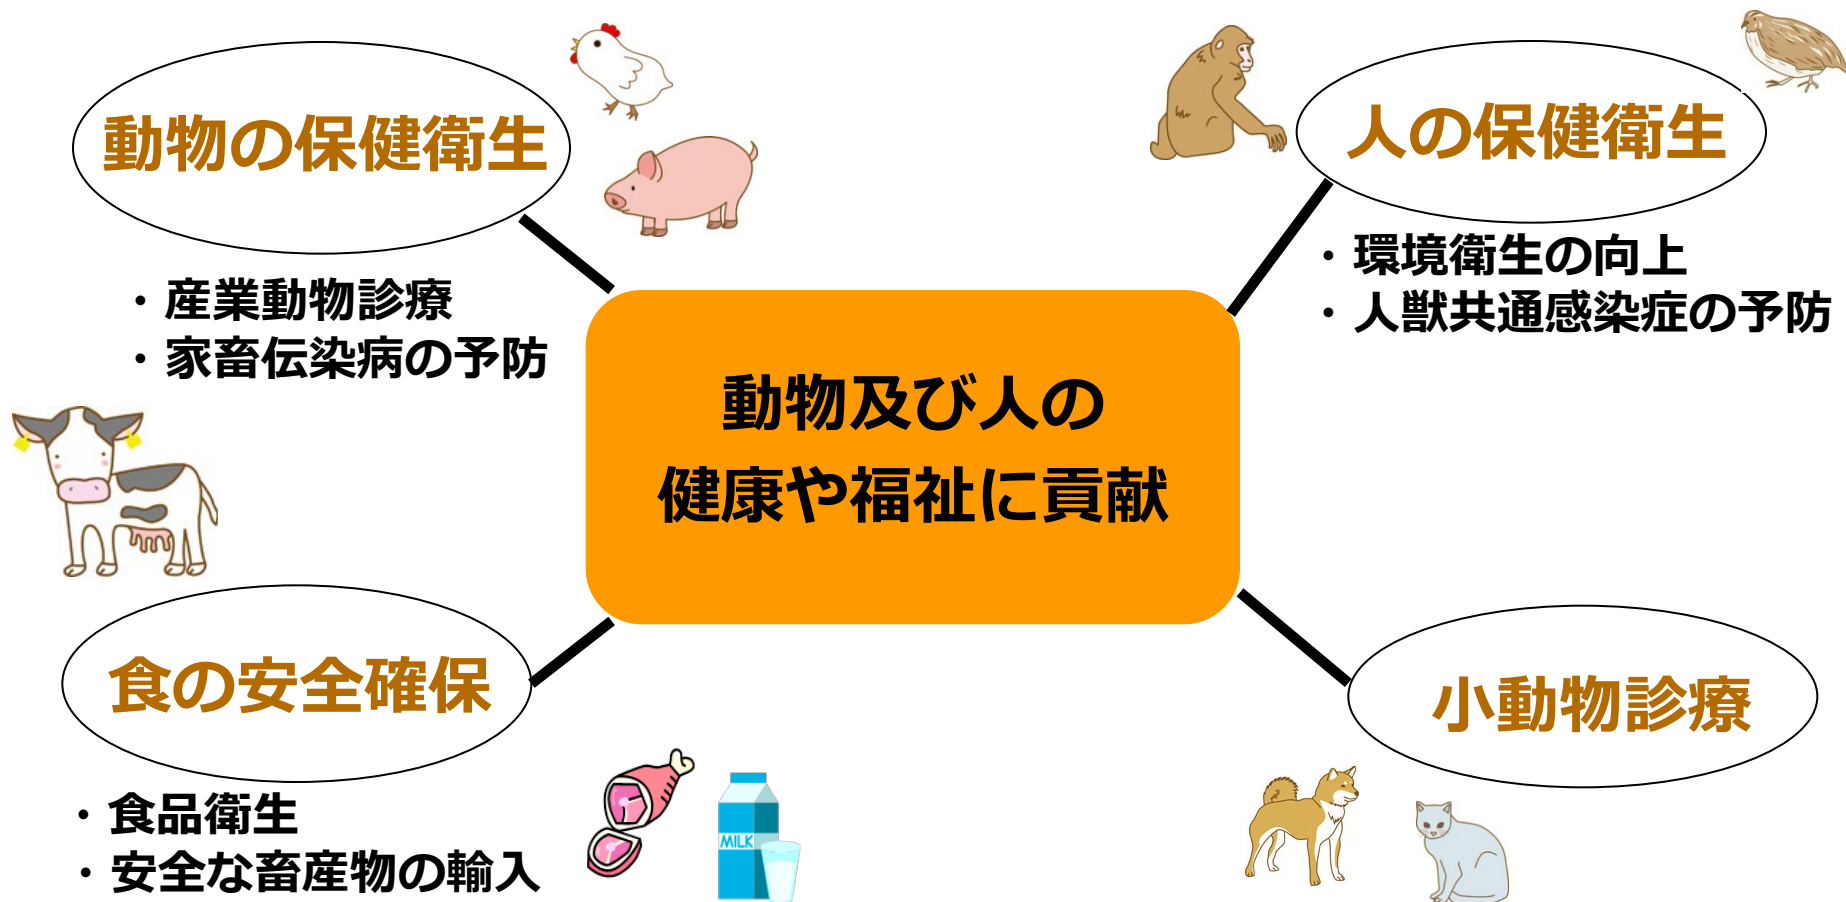 動物の保健衛生
・産業動物診療
・家畜伝染病の予防
人の保健衛生
・環境衛生の向上
・人獣共通感染症の予防
動物及び人の
健康や福祉に貢献
食の安全確保
・食品衛生
・安全な畜産物の輸入
MILK
小動物診療